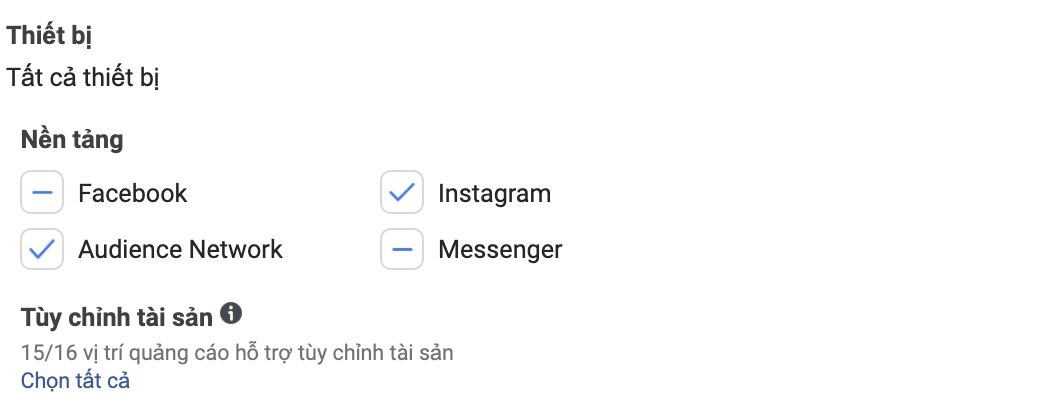 Thiết bị
Tất cả thiết bị
Nền tảng
Facebook
Instagram
Audience Network
Messenger
Tùy chỉnh tài sản
15/16 vị trí quảng cáo hỗ trợ tùy chỉnh tài sản
Chọn tất cả